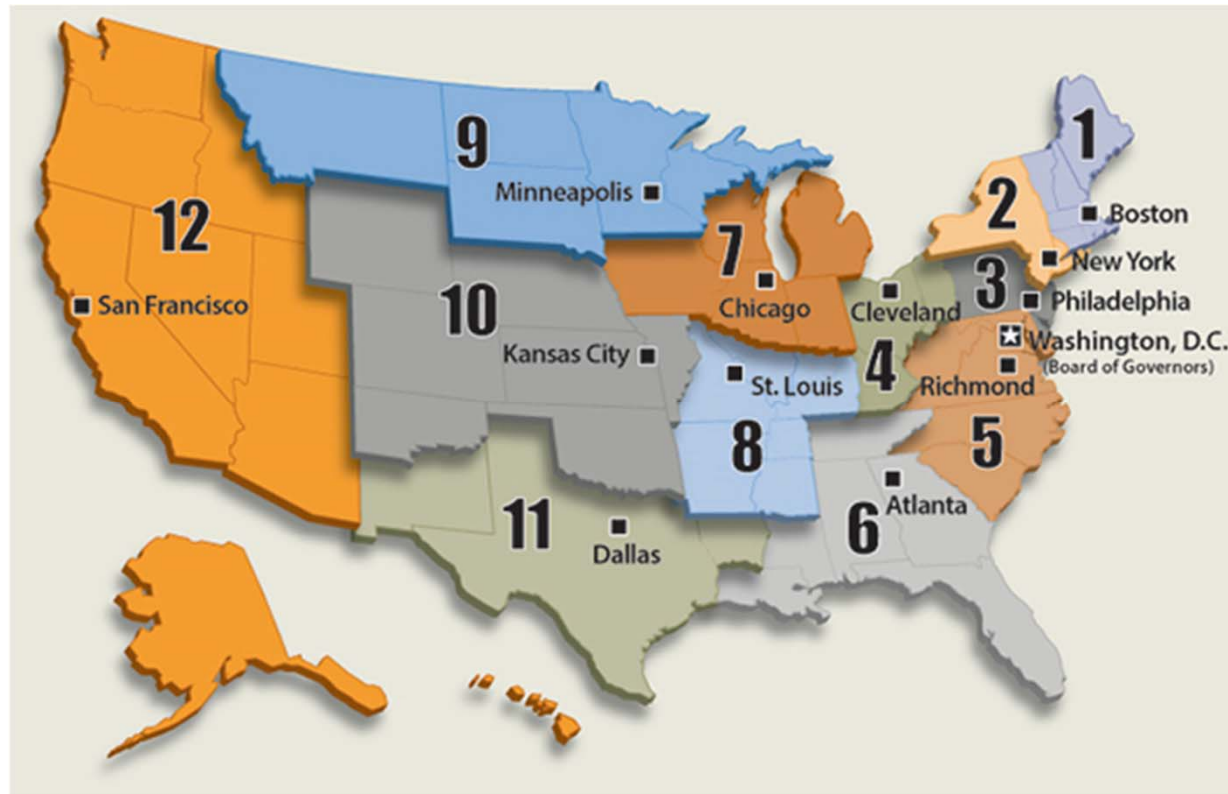 1
9
2
Minneapolis
12
Boston
7
New York
3
San Francisco
10
Chicago
Cleveland
Philadelphia
Washington, D.C.
(Board of Governors)
Kansas City
4
Richmond
St. Louis
8
5
Atlanta
11
6
Dallas